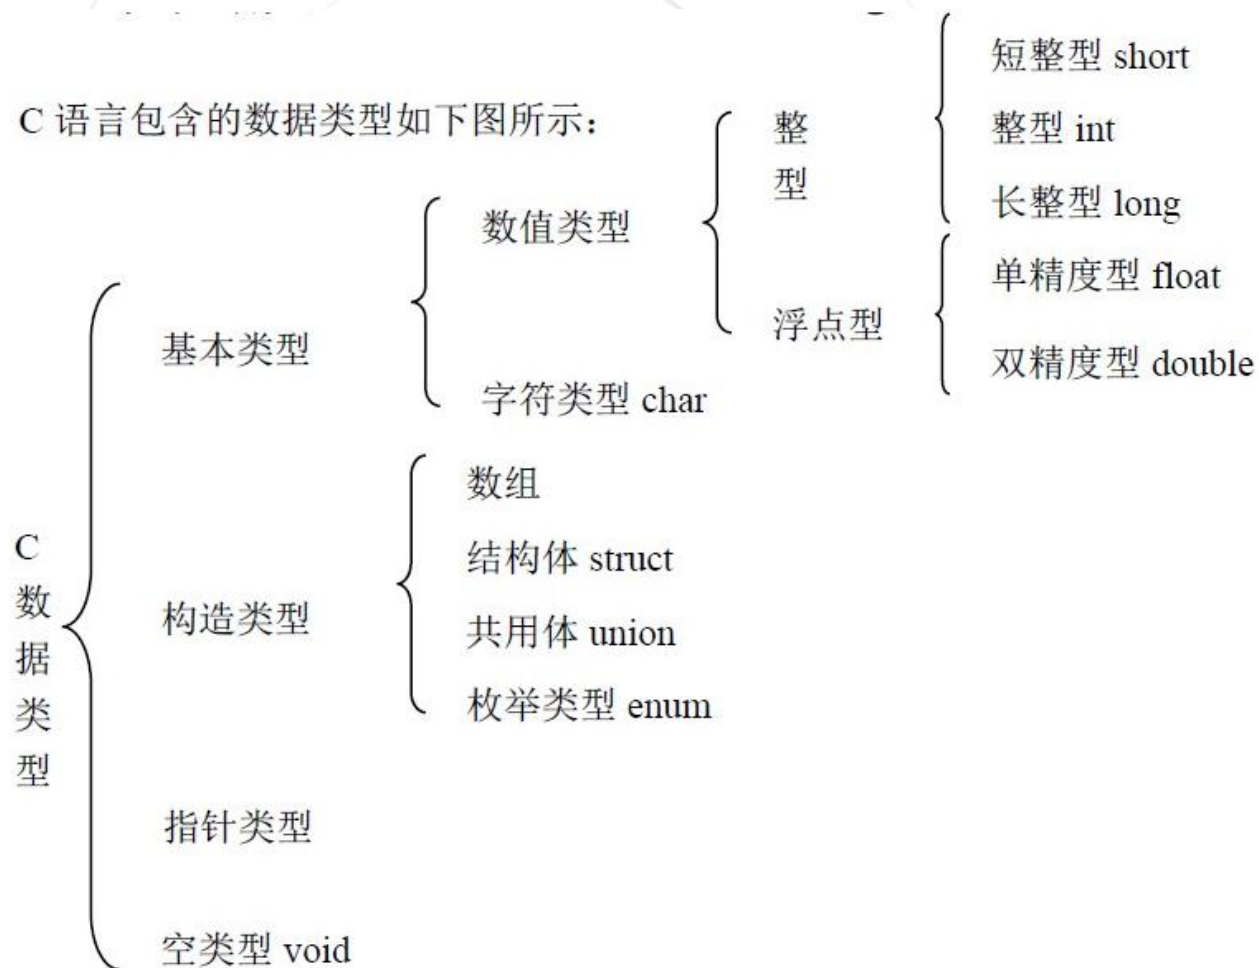 短整型 short
C 语言包含的数据类型如下图所示：
整
型
整型 int
长整型 long
数值类型
单精度型 float
浮点型
基本类型
双精度型 double
字符类型 char
数组
C
数
据
类
型
结构体 struct
构造类型
共用体 union
枚举类型 enum
指针类型
空类型 void